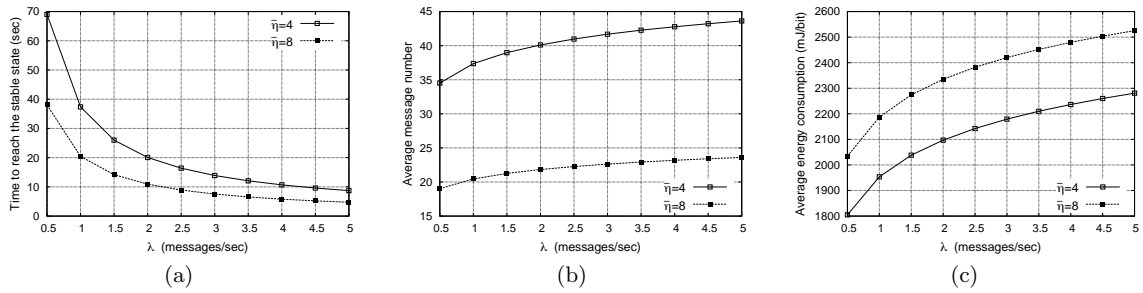 Time to reach the stable state (sec)
70
60
50
40
30
20
10
0
η̄=4
η̄=8
0.5 1 1.5 2 2.5 3 3.5 4 4.5 5
λ (messages/sec)
(a)
Average message number
45
40
35
30
25
20
15
η̄=4
η̄=8
0.5 1 1.5 2 2.5 3 3.5 4 4.5 5
λ (messages/sec)
(b)
Average energy consumption (mJ/bit)
2600
2500
2400
2300
2200
2100
2000
1900
1800
η̄=4
η̄=8
0.5 1 1.5 2 2.5 3 3.5 4 4.5 5
λ (messages/sec)
(c)